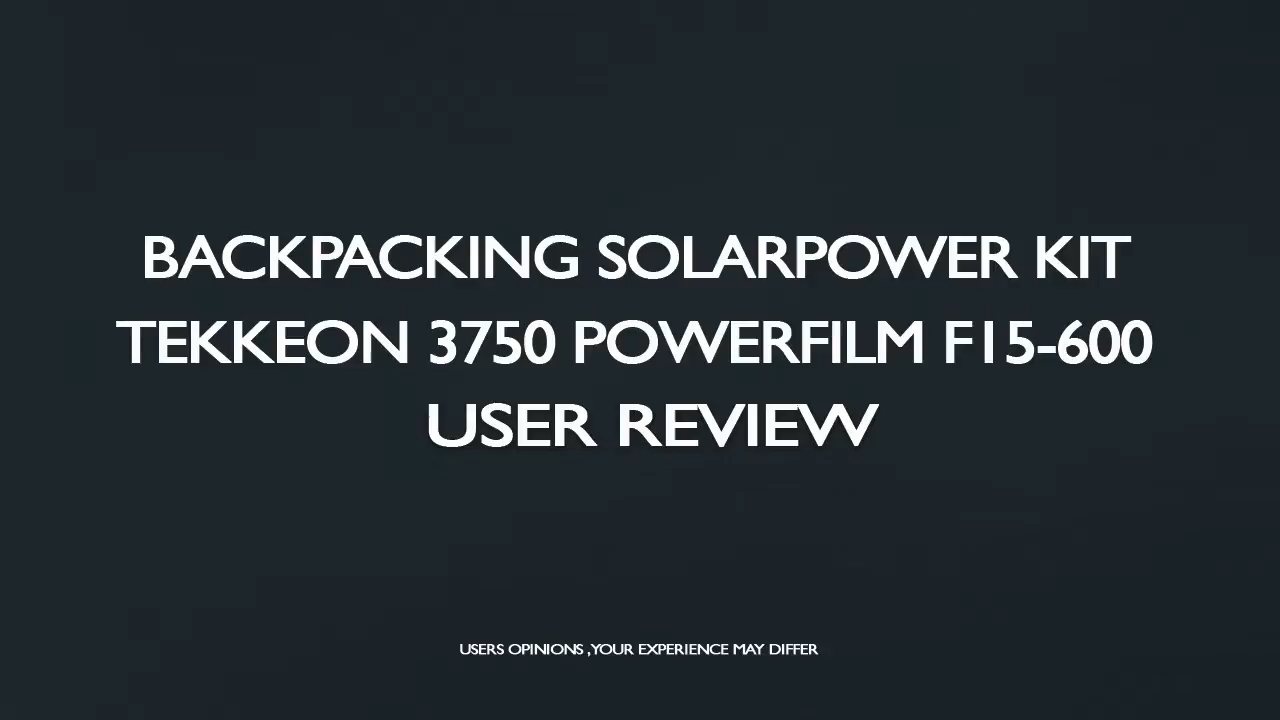 BACKPACKING SOLARPOWER KIT
TEKKEON 3750 POWERFILM F15-600
USER REVIEW
USERS OPINIONS ,YOUR EXPERIENCE MAY DIFFER